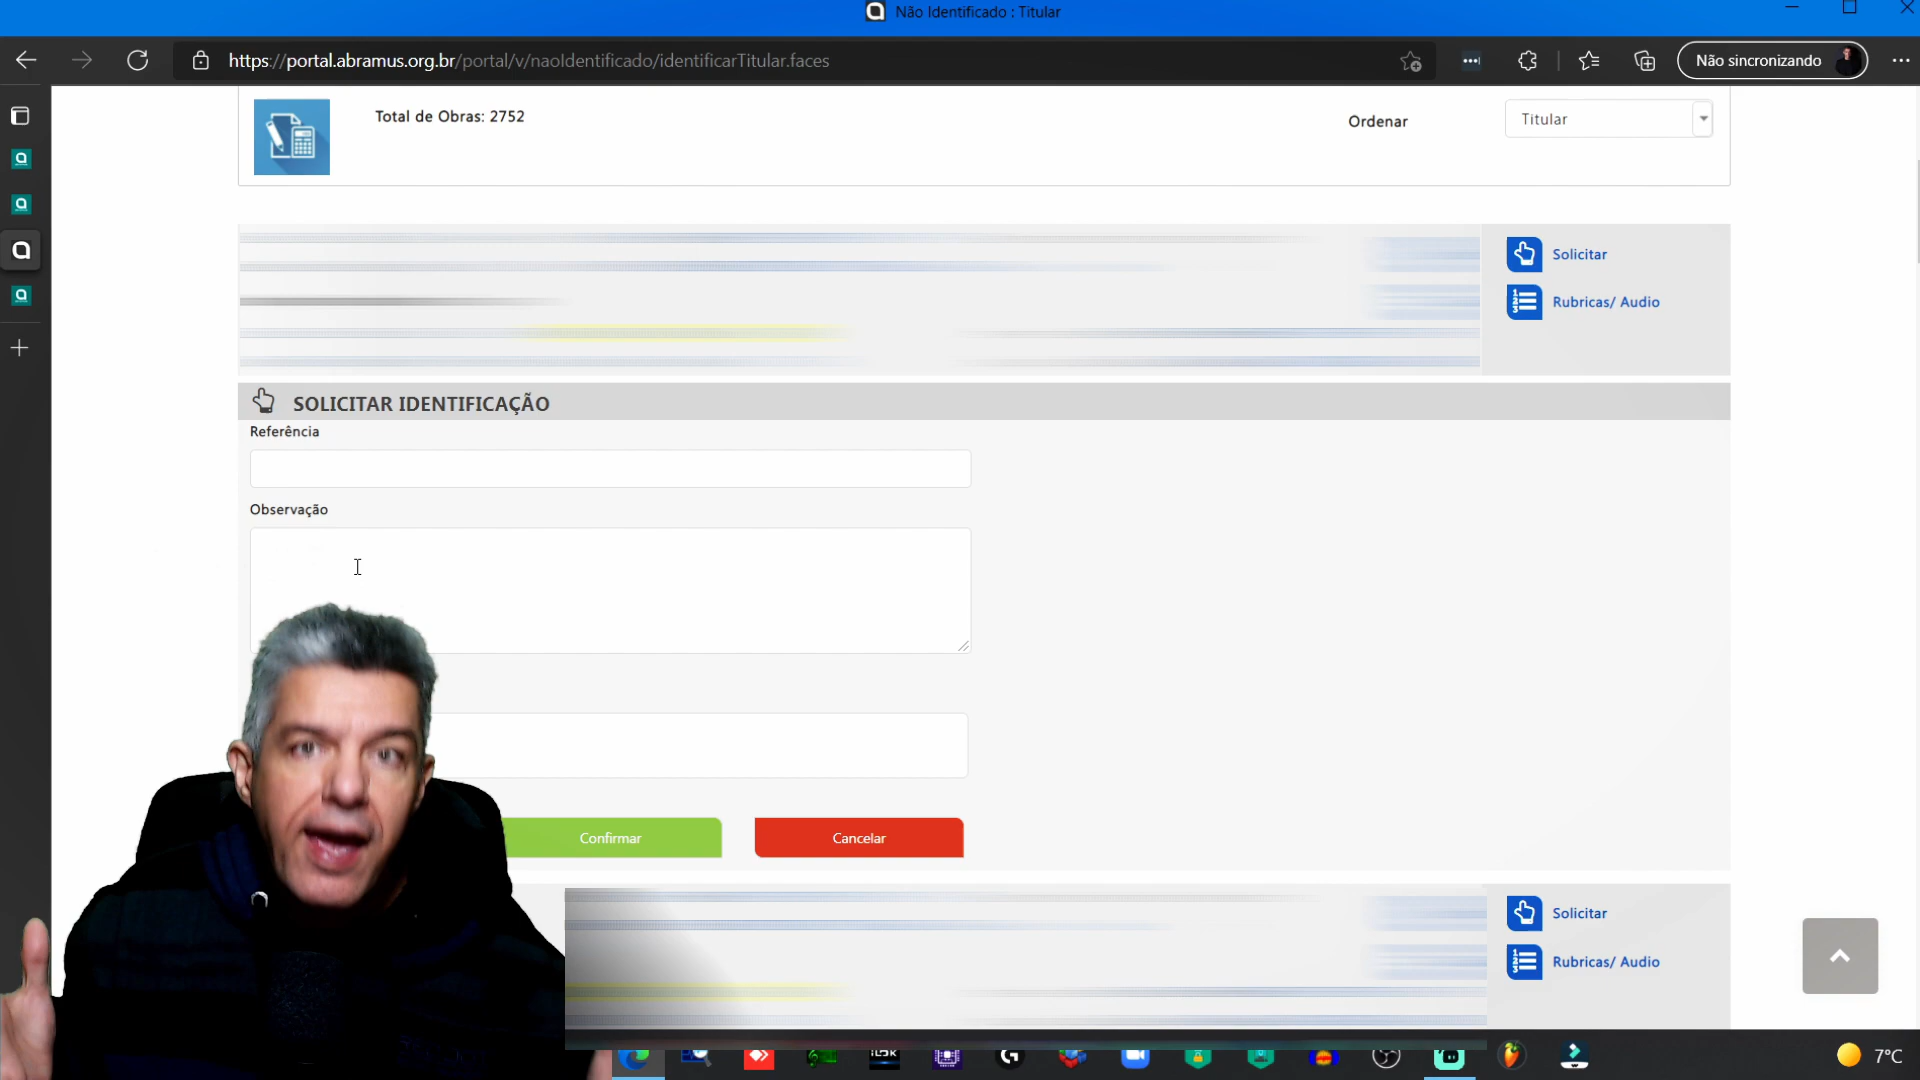 Não Identificado : Titular
https://portal.abramus.org.br/portal/v/naoIdentificado/identificarTitular.faces
Não sincronizando
Total de Obras: 2752
Ordenar
Titular
Solicitar
Rubricas/ Audio
SOLICITAR IDENTIFICAÇÃO
Referência
Observação
Confirmar
Cancelar
Solicitar
Rubricas/ Audio
7°C